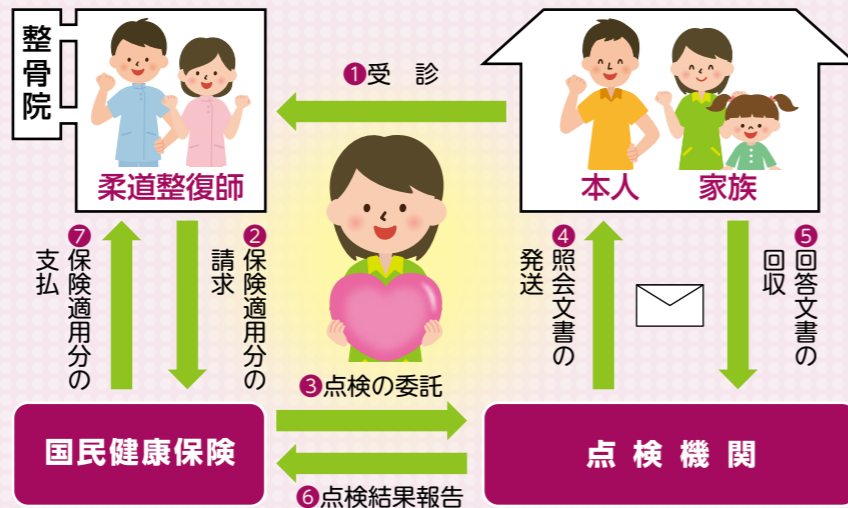 整骨院
❶受 診
柔道整復師
本人 家族
❼保険適用分の
支払
❷保険適用分の
請求
❹照会文書の
発送
❺回答文書の
回収
❸点検の委託
国民健康保険
点検機関
❻点検結果報告